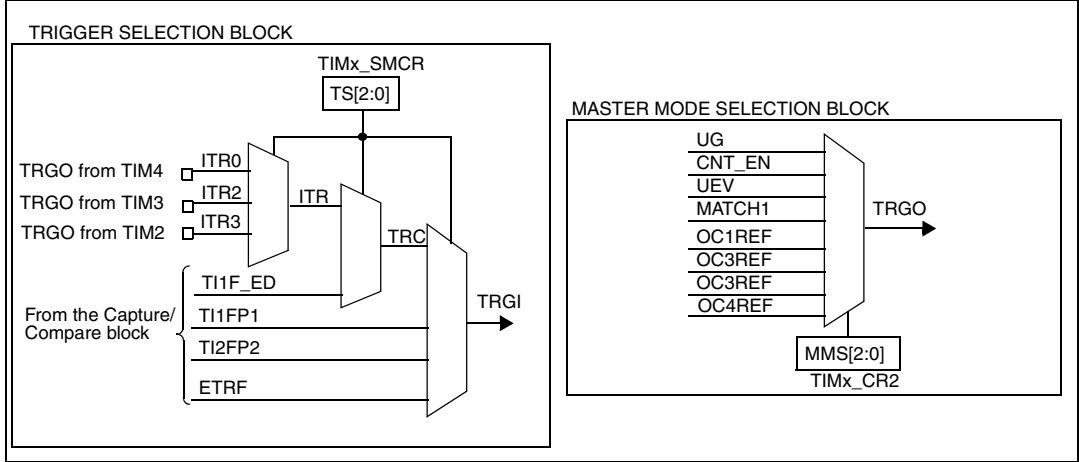 TRIGGER SELECTION BLOCK
TIMx_SMCR
TS[2:0]
TRGO from TIM4
ITR0
TRGO from TIM3
ITR2
TRGO from TIM2
ITR3
ITR
TRC
TI1F_ED
TI1FP1
TI2FP2
ETRF
From the Capture/
Compare block
TRGI
MASTER MODE SELECTION BLOCK
UG
CNT_EN
UEV
MATCH1
OC1REF
OC3REF
OC3REF
OC4REF
TRGO
MMS[2:0]
TIMx_CR2